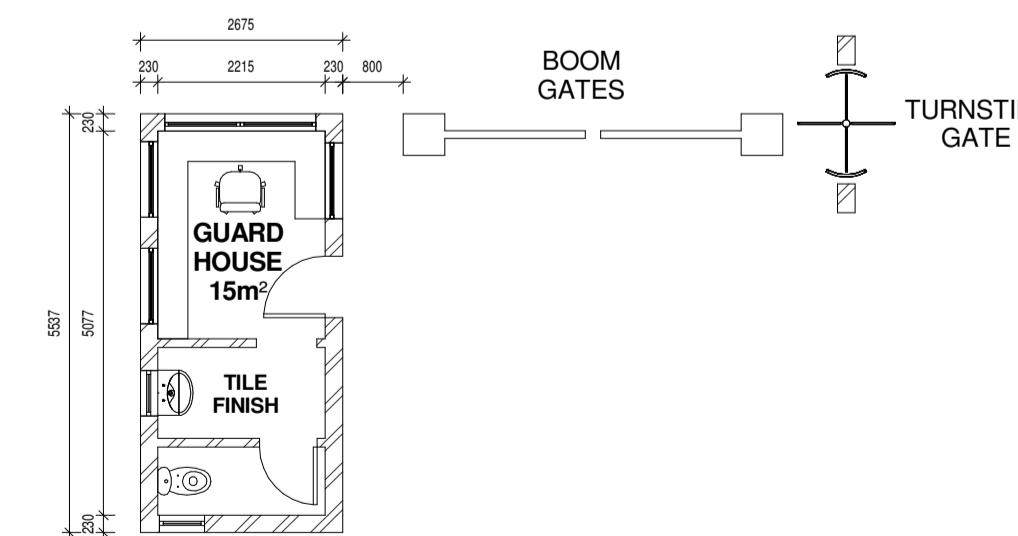 2675
230 2215 230 800
BOOM
GATES
TURNSTI
GATE
230
5537
5077
230
GUARD
HOUSE
15m²
TILE
FINISH